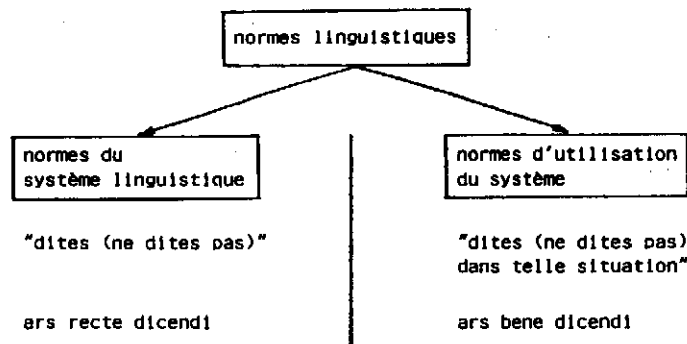 normes linguistiques
normes du
système linguistique
"dites (ne dites pas)"
ars recte dicendi
normes d'utilisation
du système
"dites (ne dites pas)
dans telle situation"
ars bene dicendi